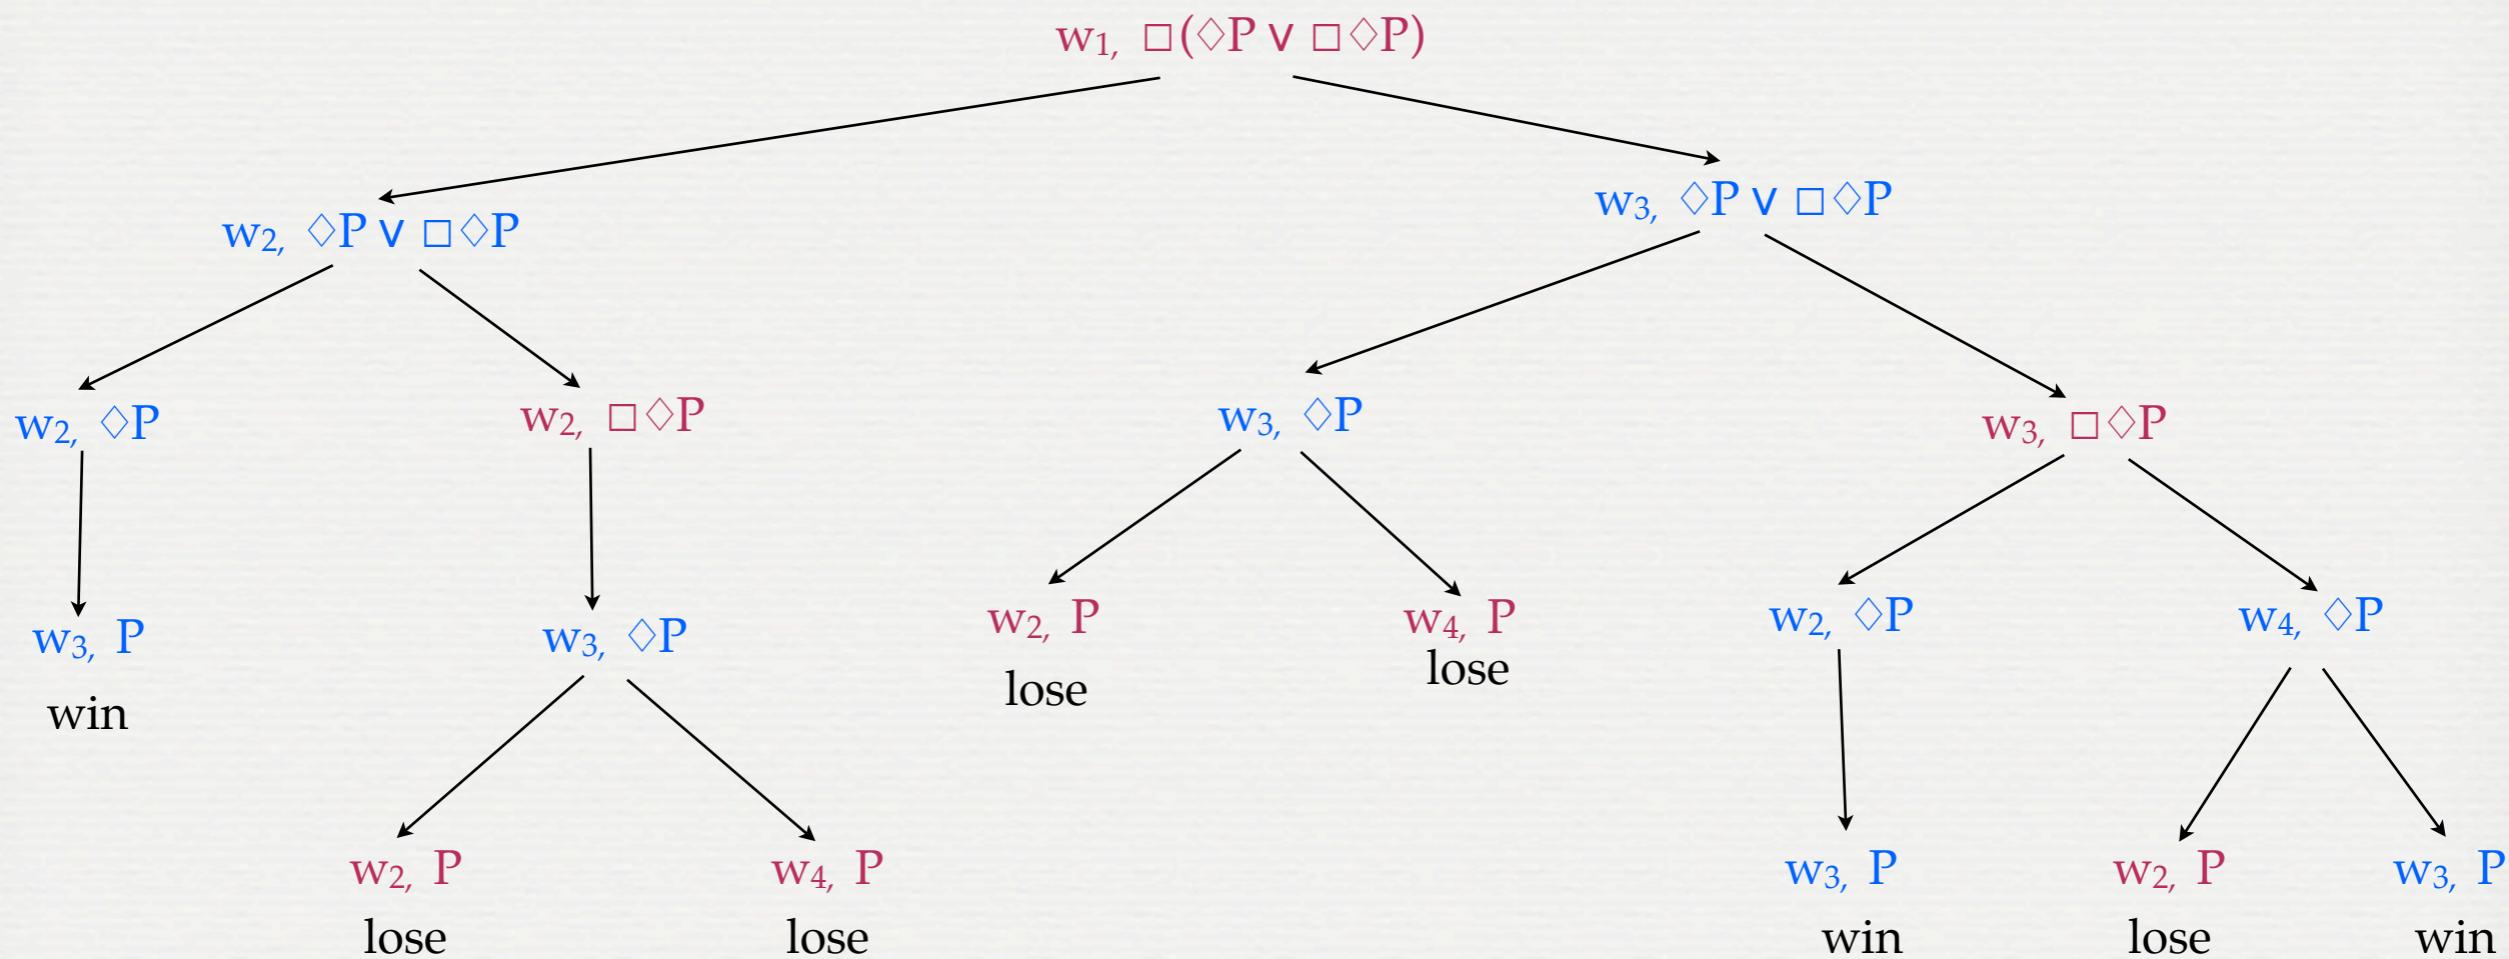 w₁, □(◇P ∨ □◇P)
w₃, ◇P ∨ □◇P
w₂, ◇P ∨ □◇P
w₂, ◇P
w₂, □◇P
w₃, ◇P
w₃, □◇P
w₃, P
win
w₃, ◇P
w₂, P
lose
w₄, P
lose
w₂, ◇P
w₄, ◇P
w₂, P
lose
w₄, P
lose
w₃, P
win
w₂, P
lose
w₃, P
win